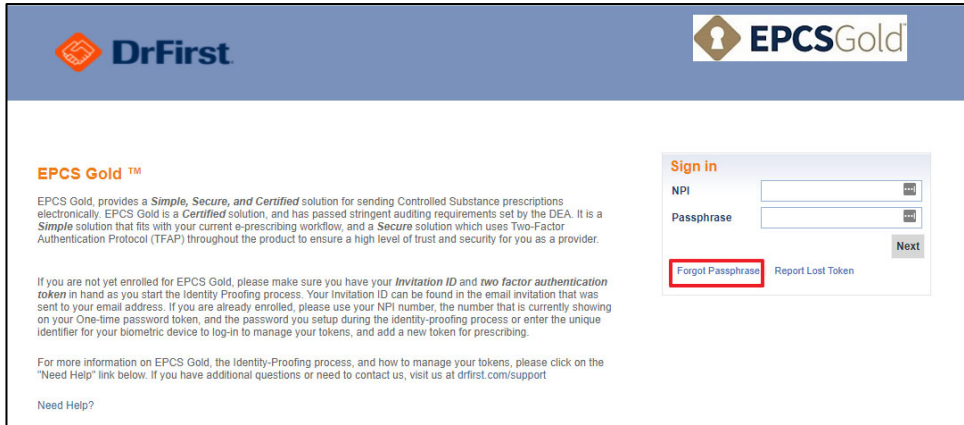 DrFirst
EPCSGold™
EPCS Gold ™
EPCS Gold, provides a Simple, Secure, and Certified solution for sending Controlled Substance prescriptions
electronically. EPCS Gold is a Certified solution, and has passed stringent auditing requirements set by the DEA. It is a
Simple solution that fits with your current e-prescribing workflow, and a Secure solution which uses Two-Factor
Authentication Protocol (TFAP) throughout the product to ensure a high level of trust and security for you as a provider.
If you are not yet enrolled for EPCS Gold, please make sure you have your Invitation ID and two factor authentication
token in hand as you start the Identity Proofing process. Your Invitation ID can be found in the email invitation that was
sent to your email address. If you are already enrolled, please use your NPI number, the number that is currently showing
on your One-time password token, and the password you setup during the identity-proofing process or enter the unique
identifier for your biometric device to log-in to manage your tokens, and add a new token for prescribing.
For more information on EPCS Gold, the Identity-Proofing process, and how to manage your tokens, please click on the
"Need Help" link below. If you have additional questions or need to contact us, visit us at drfirst.com/support
Need Help?
Sign in
NPI
Passphrase
Next
Forgot Passphrase Report Lost Token